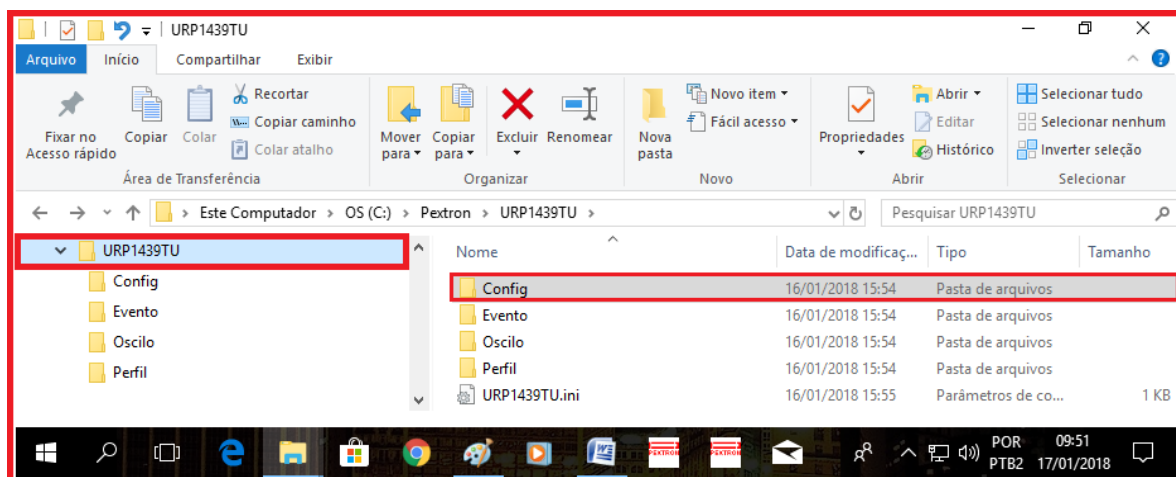 URP1439TU
Arquivo Início Compartilhar Exibir
Fixar no Acesso rápido
Copiar
Colar
Recortar
Copiar caminho
Colar atalho
Área de Transferência
Mover para
Copiar para
Excluir
Renomear
Organizar
Nova pasta
Novo item
Fácil acesso
Novo
Propriedades
Abrir
Editar
Histórico
Abrir
Selecionar tudo
Selecionar nenhum
Inverter seleção
Selecionar
Este Computador > OS (C:) > Pextron > URP1439TU >
Pesquisar URP1439TU
URP1439TU
Config
Evento
Oscilo
Perfil
Nome Data de modificaç... Tipo Tamanho
Config 16/01/2018 15:54 Pasta de arquivos
Evento 16/01/2018 15:54 Pasta de arquivos
Oscilo 16/01/2018 15:54 Pasta de arquivos
Perfil 16/01/2018 15:54 Pasta de arquivos
URP1439TU.ini 16/01/2018 15:55 Parâmetros de co... 1 KB
PEXTRON PEXTRON
POR 09:51
PTB2 17/01/2018